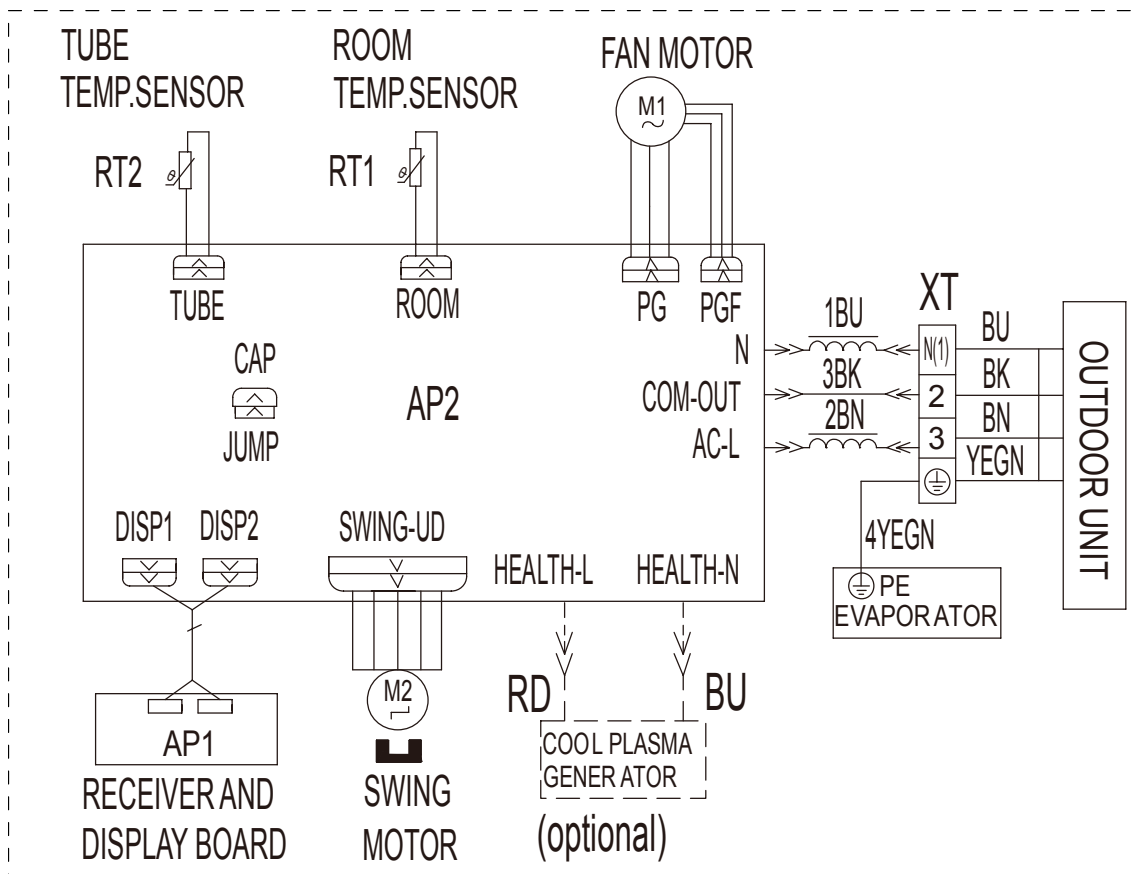 TUBE
TEMP.SENSOR
ROOM
TEMP.SENSOR
FAN MOTOR
RT2
θ
RT1
θ
M1
TUBE
ROOM
PG
PGF
XT
CAP
JUMP
AP2
N
COM-OUT
AC-L
1BU
3BK
2BN
N(1)
2
3
BU
BK
BN
YEGN
OUTDOOR UNIT
4YEGN
PE
EVAPORATOR
DISP1
DISP2
SWING-UD
HEALTH-L
HEALTH-N
RD
BU
M2
AP1
COOL PLASMA
GENERATOR
RECEIVER AND
DISPLAY BOARD
SWING
MOTOR
(optional)